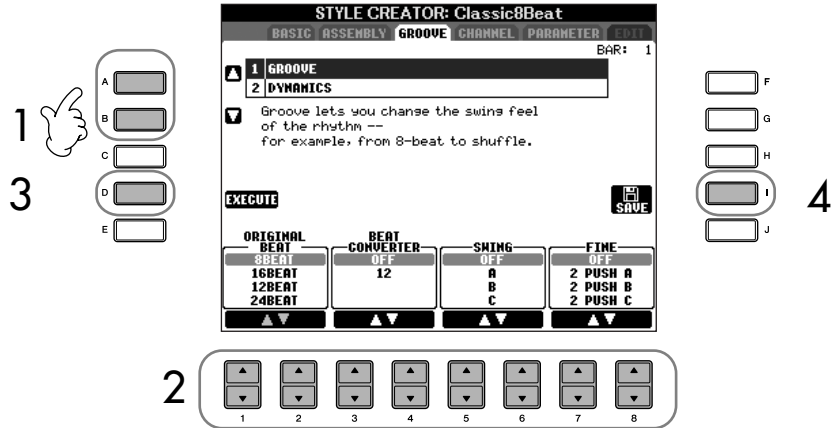 STYLE CREATOR: Classic8Beat
BASIC ASSEMBLY GROOVE CHANNEL PARAMETER EDIT
BAR: 1
1 GROOVE
2 DYNAMICS
Groove lets you change the swing feel
of the rhythm --
for example, from 8-beat to shuffle.
EXECUTE
SAVE
ORIGINAL BEAT
8BEAT
16BEAT
12BEAT
24BEAT
BEAT CONVERTER
OFF
12
SWING
OFF
A
B
C
FINE
OFF
2 PUSH A
2 PUSH B
2 PUSH C
A
B
C
D
E
F
G
H
I
J
1
3
4
2
1 2 3 4 5 6 7 8